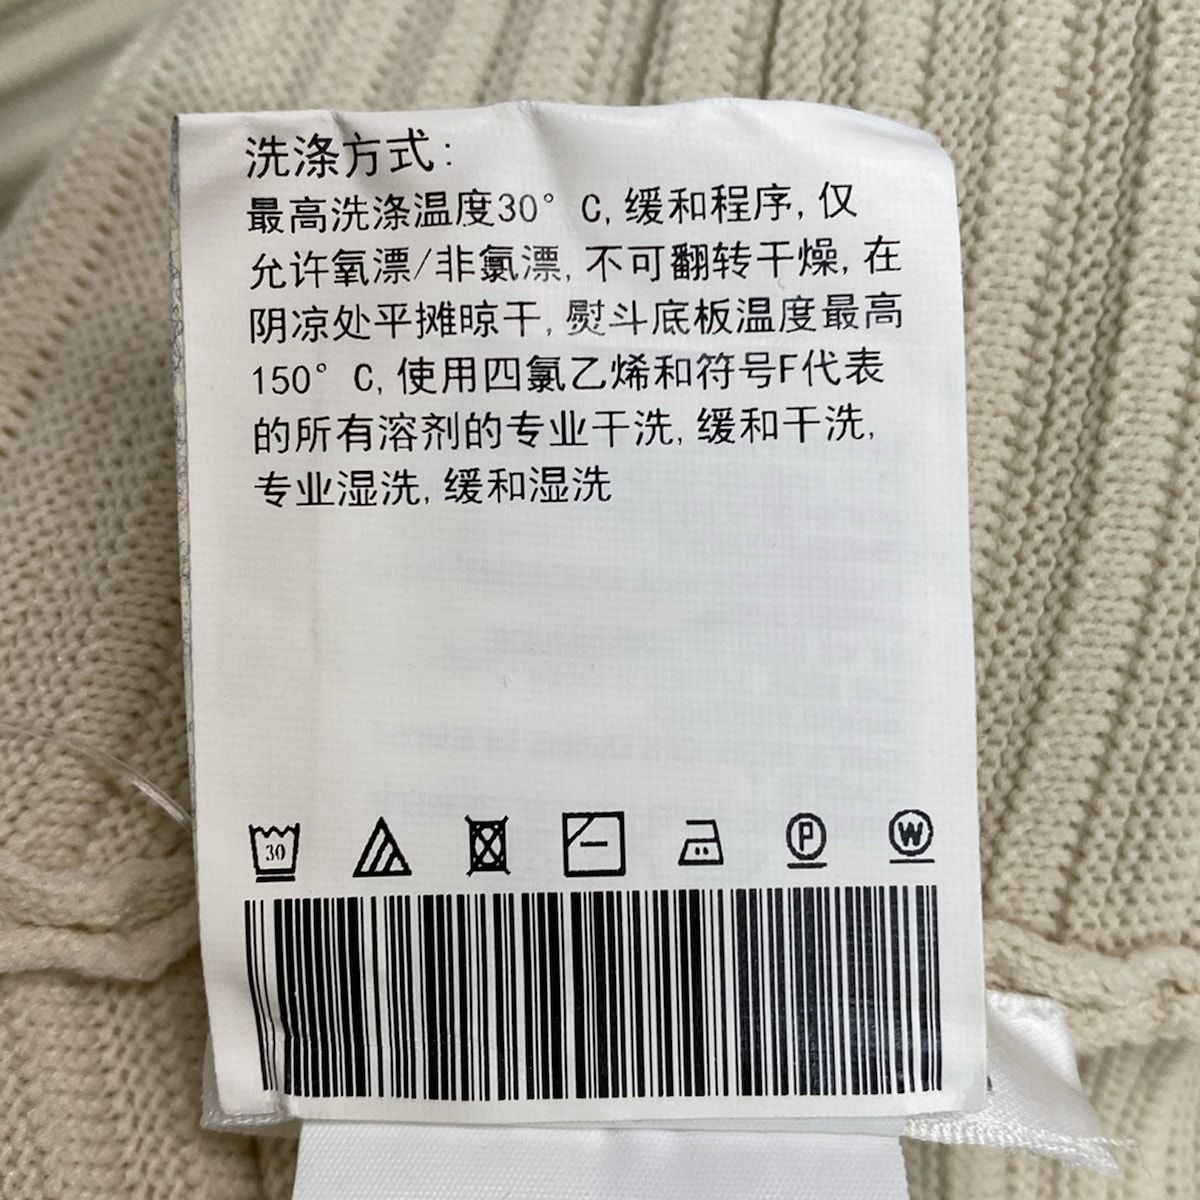 洗涤方式:
最高洗涤温度30° C, 缓和程序, 仅
允许氧漂/非氯漂, 不可翻转干燥, 在
阴凉处平摊晾干, 熨斗底板温度最高
150° C, 使用四氯乙烯和符号F代表
的所有溶剂的专业干洗, 缓和干洗,
专业湿洗, 缓和湿洗
30 P W